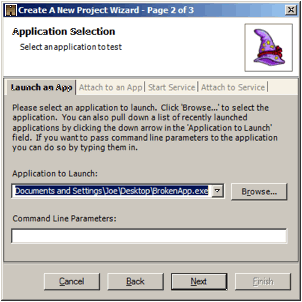 Create A New Project Wizard - Page 2 of 3
Application Selection
Select an application to test
Launch an App Attach to an App Start Service Attach to Service
Please select an application to launch. Click 'Browse...' to select the
application. You can also pull down a list of recently launched
applications by clicking the down arrow in the 'Application to Launch'
field. If you want to pass command line parameters to the application
you can do so by typing them in.
Application to Launch:
Documents and Settings\Joe\Desktop\BrokenApp.exe Browse...
Command Line Parameters:
Cancel Back Next Finish